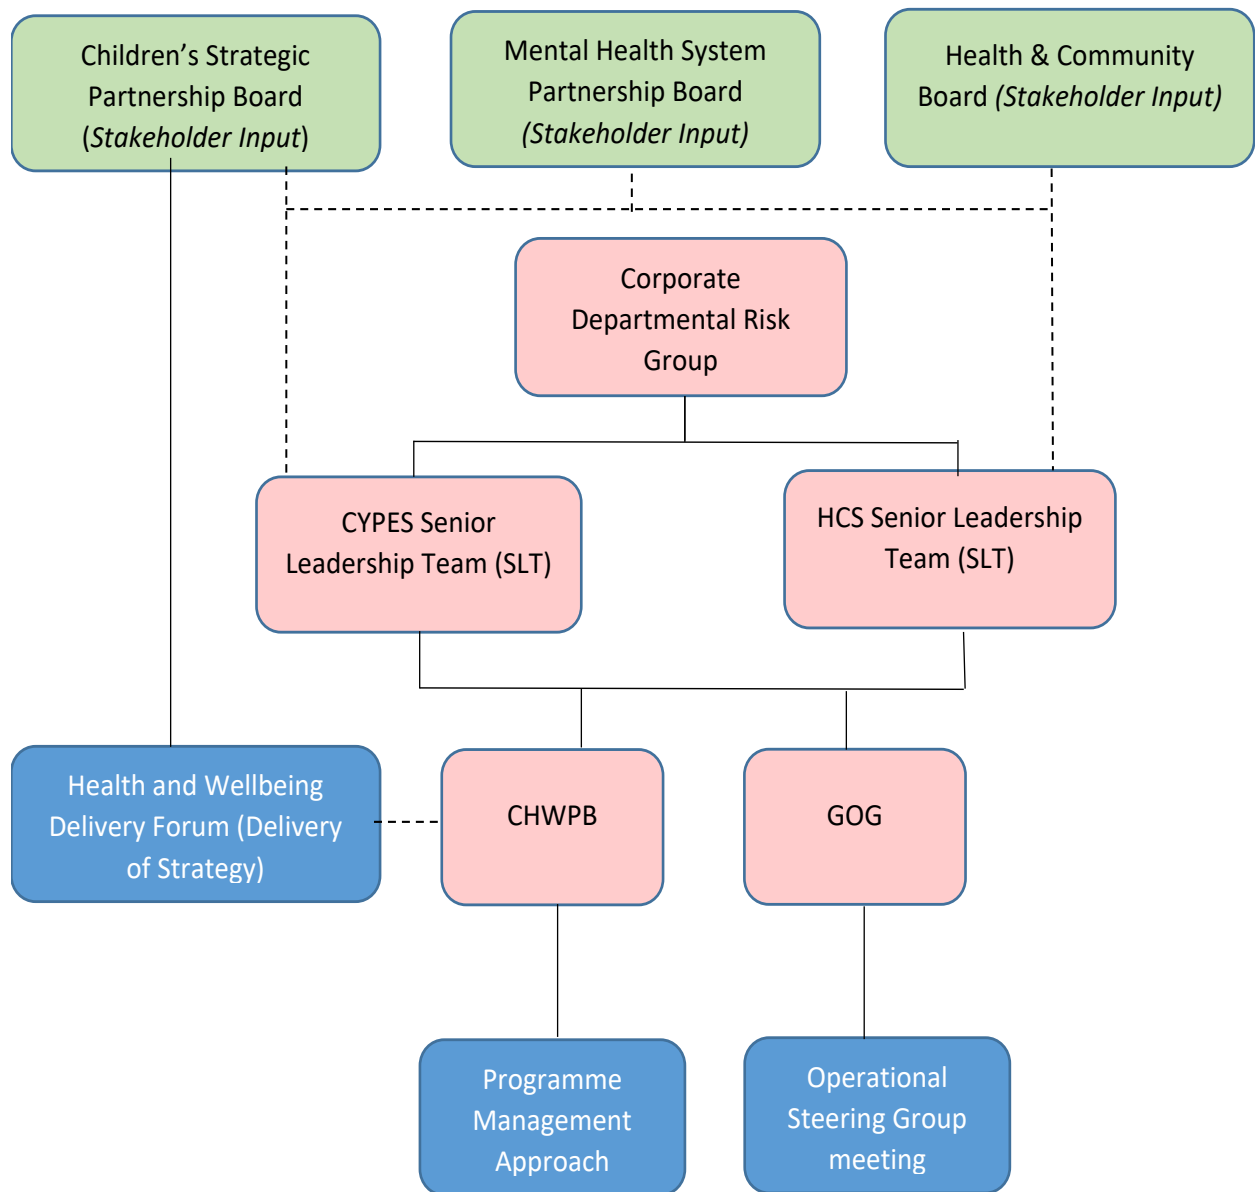 Children’s Strategic
Partnership Board
(Stakeholder Input)
Mental Health System
Partnership Board
(Stakeholder Input)
Health & Community
Board (Stakeholder Input)
Corporate
Departmental Risk
Group
CYPES Senior
Leadership Team (SLT)
HCS Senior Leadership
Team (SLT)
Health and Wellbeing
Delivery Forum (Delivery
of Strategy)
CHWPB
GOG
Programme
Management
Approach
Operational
Steering Group
meeting